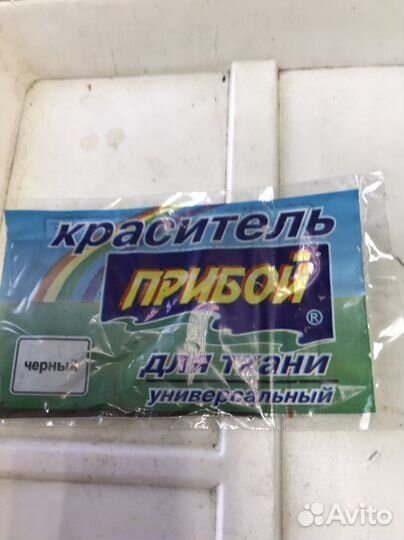 краситель
ПРИБОЙ
®
для ткани
черный
универсальный
Avito